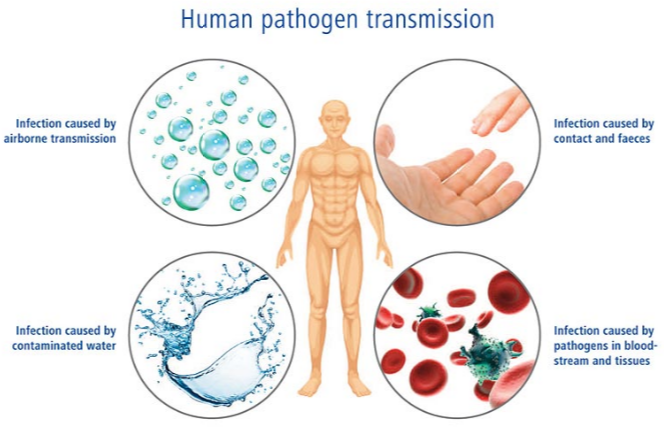 Human pathogen transmission
Infection caused by
airborne transmission
Infection caused by
contact and faeces
Infection caused by
contaminated water
Infection caused by
pathogens in blood-
stream and tissues